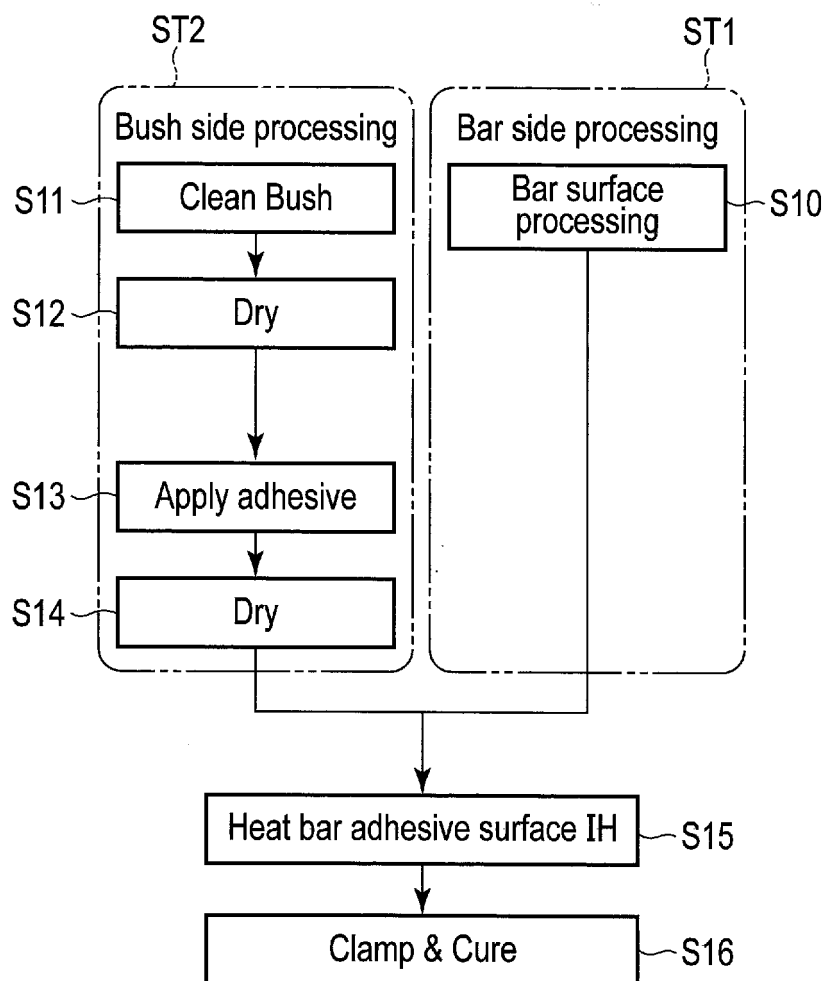 ST2
ST1
Bush side processing
Bar side processing
S11
Clean Bush
Bar surface
processing
S10
S12
Dry
S13
Apply adhesive
S14
Dry
Heat bar adhesive surface IH
S15
Clamp & Cure
S16